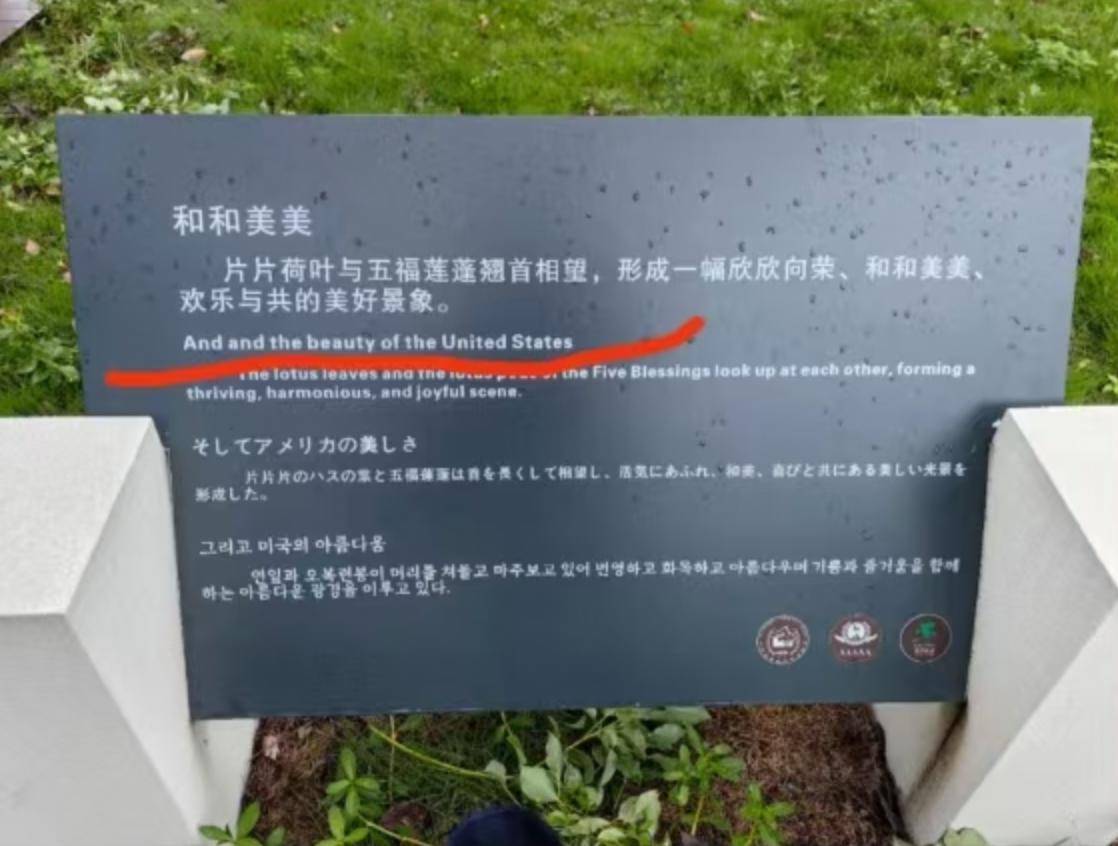 和和美美
片片荷叶与五福莲蓬翘首相望，形成一幅欣欣向荣、和和美美、
欢乐与共的美好景象。
And and the beauty of the United States
The lotus leaves and the lotus pods of the Five Blessings look up at each other, forming a
thriving, harmonious, and joyful scene.
そしてアメリカの美しさ
片片片のハスの葉と五福蓮蓬は首を長くして相望し、活気にあふれ、和美、喜びと共にある美しい光景を
形成した。
그리고 미국의 아름다움
연잎과 오복련봉이 머리를 쳐들고 마주보고 있어 번영하고 화목하고 아름다우며 기쁨과 즐거움을 함께
하는 아름다운 광경을 이루고 있다.
AAAAA